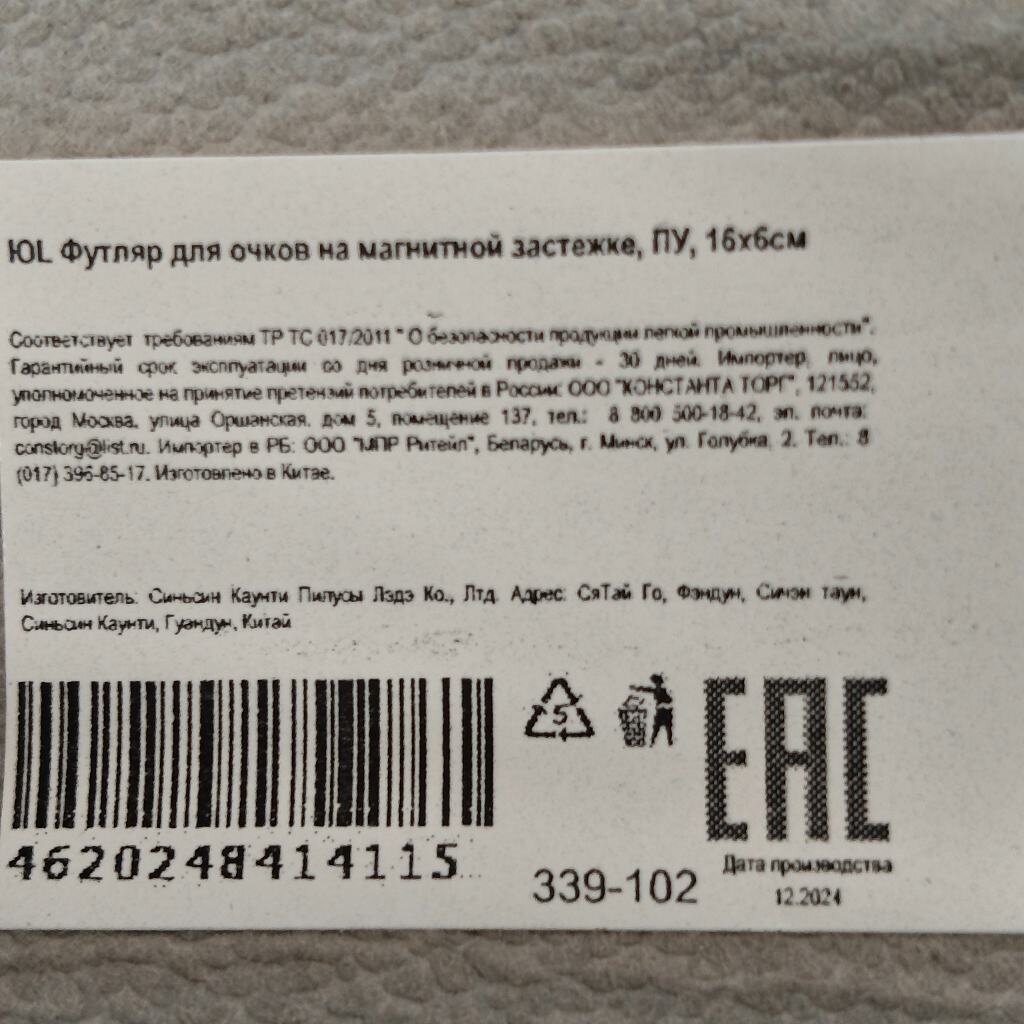 ЮL Футляр для очков на магнитной застежке, ПУ, 16х6см
Соответствует требованиям ТР ТС 017/2011 " О безопасности продукции легкой промышленности".
Гарантийный срок эксплуатации со дня розничной продажи - 30 дней. Импортер, лицо,
уполномоченное на принятие претензий потребителей в России: ООО "КОНСТАНТА ТОРГ", 121552,
город Москва, улица Оршанская, дом 5, помещение 137, тел.: 8 800 500-18-42, эл. почта:
constorg@list.ru. Импортер в РБ: ООО "МПР Ритейл", Беларусь, г. Минск, ул. Голубка, 2. Тел.: 8
(017) 396-85-17. Изготовлено в Китае.
Изготовитель: Синьсин Каунти Пилусы Лэдэ Ко., Лтд. Адрес: СяТай Го, Фэндун, Сичэн таун,
Синьсин Каунти, Гуандун, Китай
5
EAC
4620248414115
339-102
Дата производства
12.2024